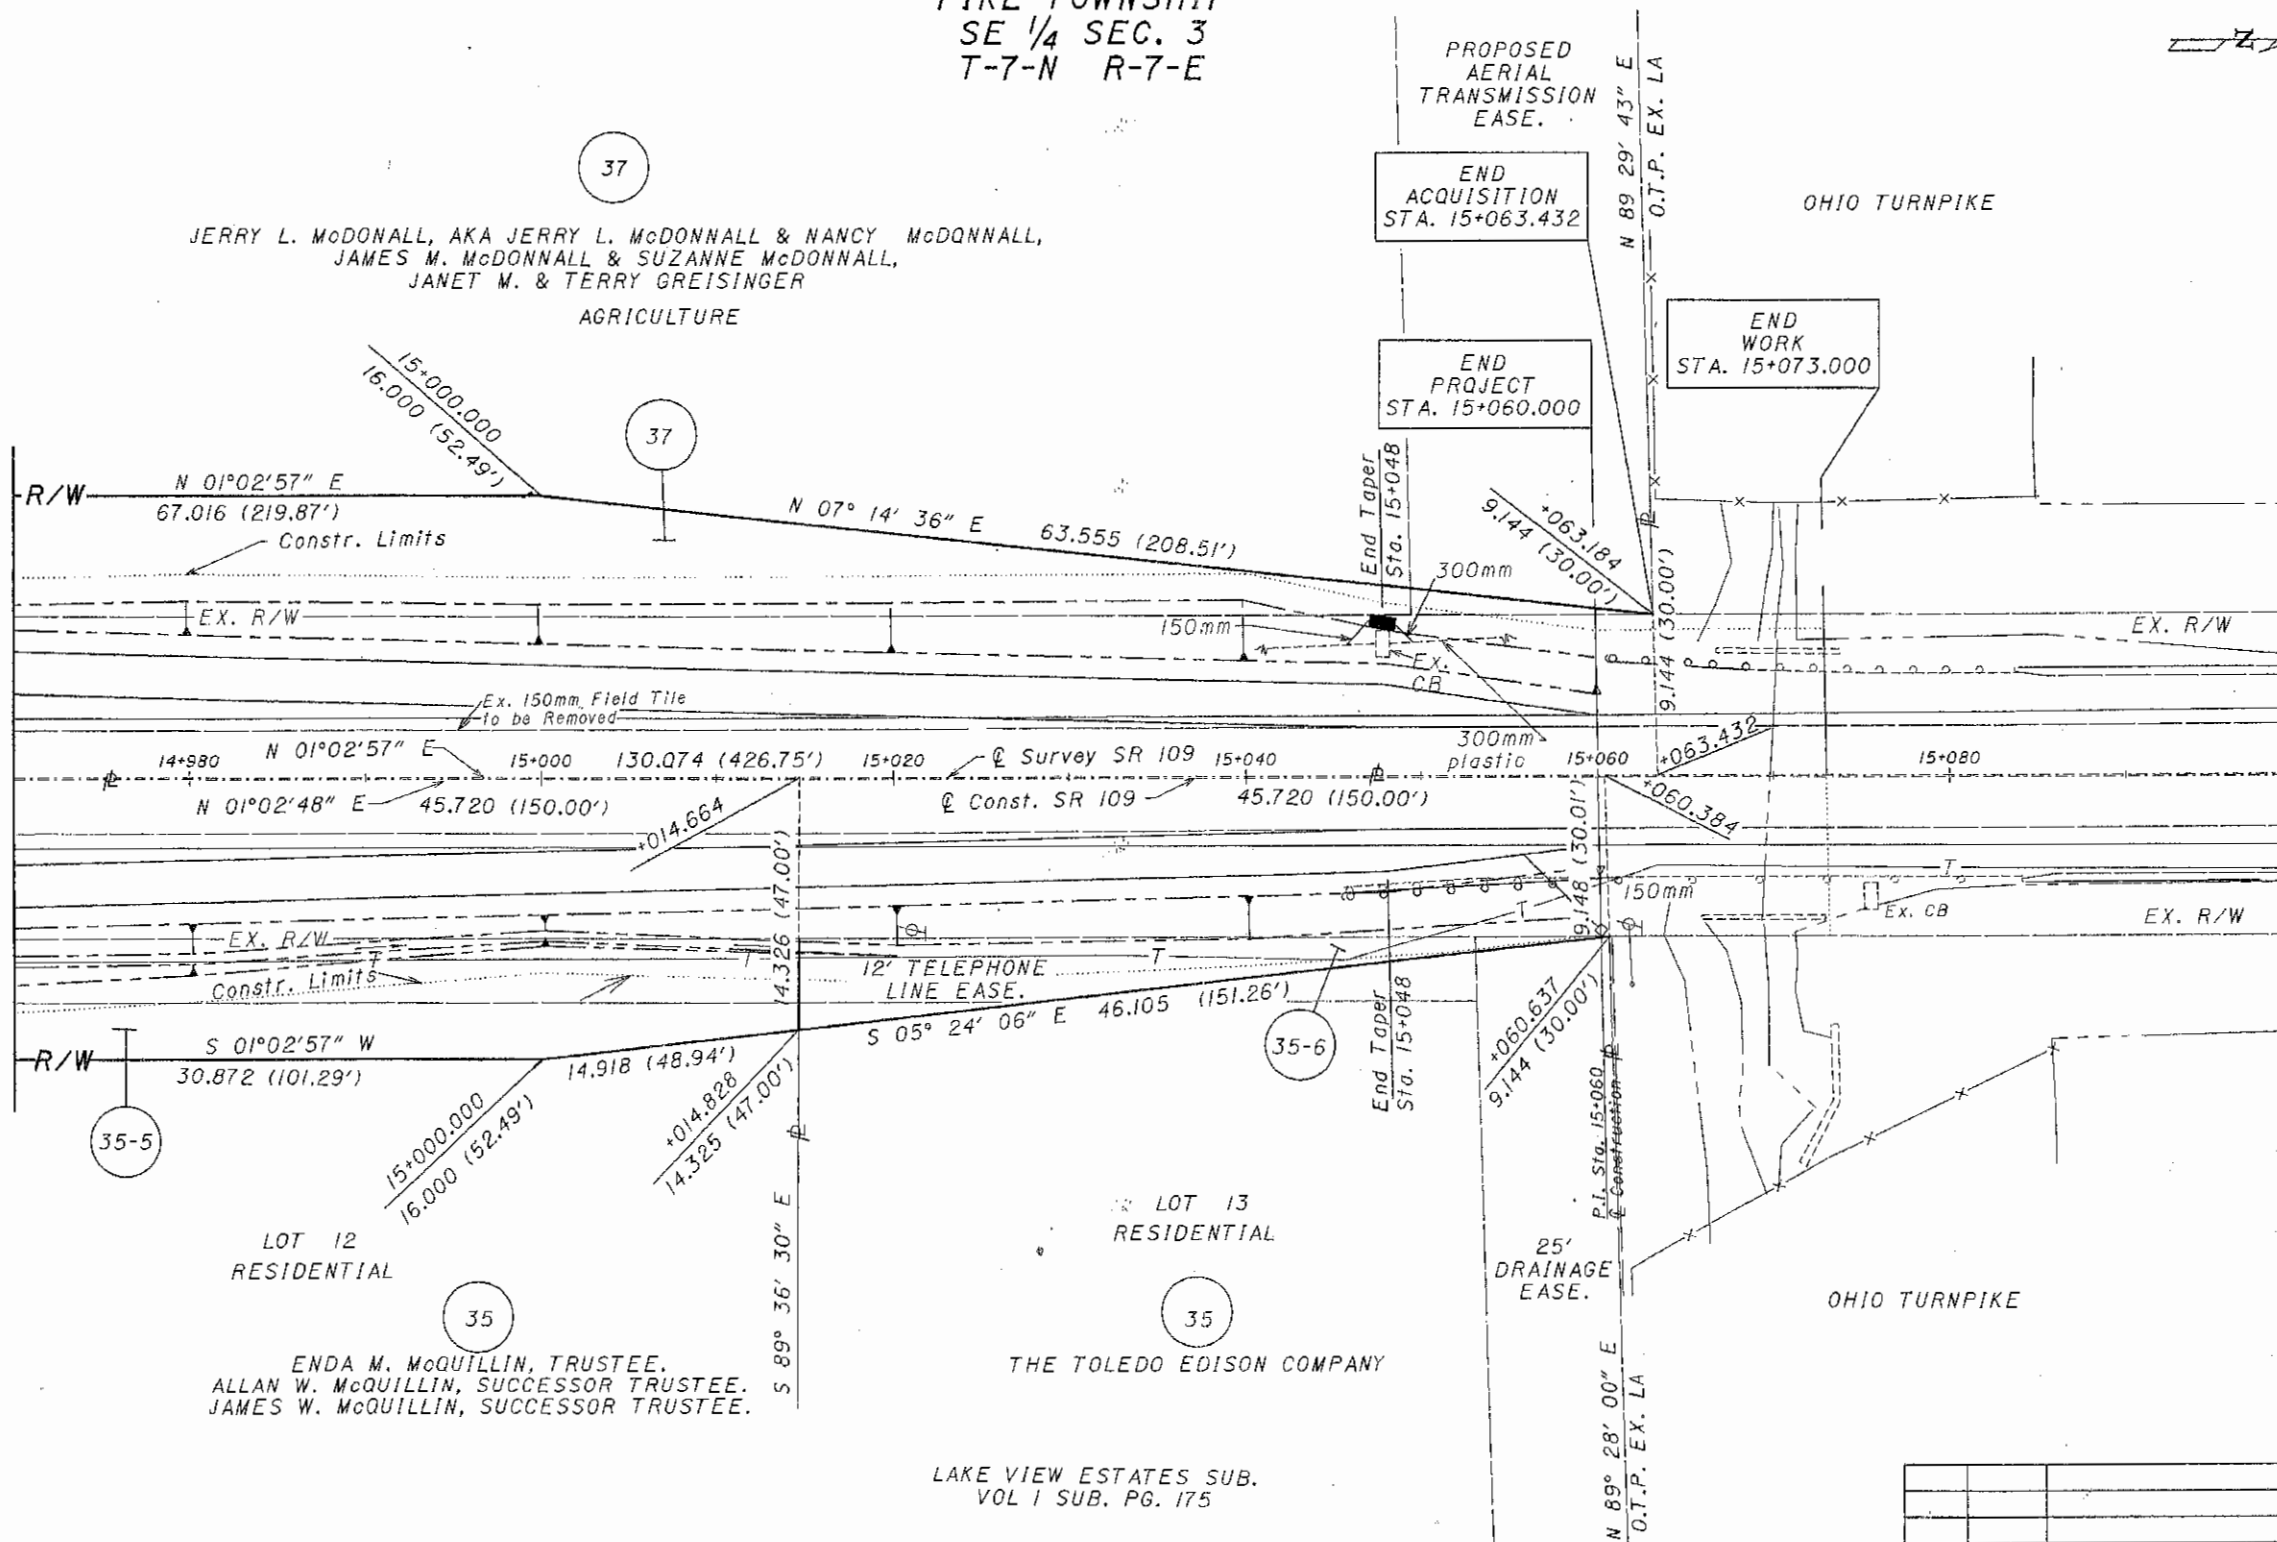 SE 1/4 SEC. 3
T-7-N R-7-E
PROPOSED
AERIAL
TRANSMISSION
EASE.
N 89 29' 43" E
O.T.P. EX. LA
Z
37
END
ACQUISITION
STA. 15+063.432
OHIO TURNPIKE
JERRY L. McDONALL, AKA JERRY L. McDONNALL & NANCY McDONNALL,
JAMES M. McDONNALL & SUZANNE McDONNALL,
JANET M. & TERRY GREISINGER
AGRICULTURE
END
WORK
STA. 15+073.000
END
PROJECT
STA. 15+060.000
15+000.000
16.000 (52.49')
37
End Taper
Sta. 15+048
R/W
N 01°02'57" E
67.016 (219.87')
Constr. Limits
N 07° 14' 36" E 63.555 (208.51')
+063.184
9.144 (30.00')
300mm
150mm
EX. R/W
EX. R/W
9.144 (30.00')
Ex.
CB
Ex. 150mm Field Tile
to be Removed
300mm
plastic
+063.432
N 01°02'57" E
14+980
15+000
130.074 (426.75')
15+020
℄ Survey SR 109
15+040
15+060
15+080
N 01°02'48" E
45.720 (150.00')
℄ Const. SR 109
45.720 (150.00')
+014.664
+060.384
14.326 (47.00')
9.148 (30.01')
150mm
T
Ex. CB
EX. R/W
EX. R/W
T
T
T
T
Constr. Limits
12' TELEPHONE
LINE EASE.
S 05° 24' 06" E 46.105 (151.26')
35-6
End Taper
Sta. 15+048
+060.637
9.144 (30.00')
P.I. Sta. 15+060
℄ Construction
R/W
S 01°02'57" W
30.872 (101.29')
14.918 (48.94')
35-5
15+000.000
16.000 (52.49')
+014.828
14.325 (47.00')
S 89° 36' 30" E
LOT 12
RESIDENTIAL
LOT 13
RESIDENTIAL
25'
DRAINAGE
EASE.
OHIO TURNPIKE
35
35
ENDA M. McQUILLIN, TRUSTEE.
ALLAN W. McQUILLIN, SUCCESSOR TRUSTEE.
JAMES W. McQUILLIN, SUCCESSOR TRUSTEE.
THE TOLEDO EDISON COMPANY
N 89° 28' 00" E
O.T.P. EX. LA
LAKE VIEW ESTATES SUB.
VOL 1 SUB. PG. 175